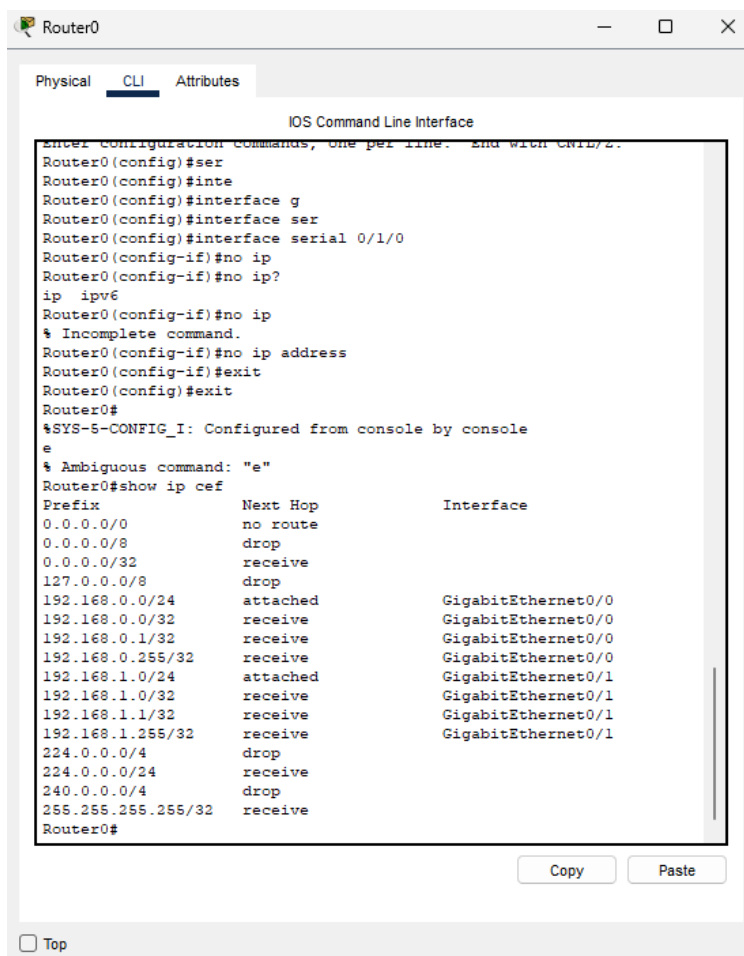 Router0
Physical CLI Attributes
IOS Command Line Interface
Enter configuration commands, one per line. End with CNTL/Z.
Router0(config)#ser
Router0(config)#inte
Router0(config)#interface g
Router0(config)#interface ser
Router0(config)#interface serial 0/1/0
Router0(config-if)#no ip
Router0(config-if)#no ip?
ip ipv6
Router0(config-if)#no ip
% Incomplete command.
Router0(config-if)#no ip address
Router0(config-if)#exit
Router0(config)#exit
Router0#
%SYS-5-CONFIG_I: Configured from console by console
e
% Ambiguous command: "e"
Router0#show ip cef
Prefix Next Hop Interface
0.0.0.0/0 no route
0.0.0.0/8 drop
0.0.0.0/32 receive
127.0.0.0/8 drop
192.168.0.0/24 attached GigabitEthernet0/0
192.168.0.0/32 receive GigabitEthernet0/0
192.168.0.1/32 receive GigabitEthernet0/0
192.168.0.255/32 receive GigabitEthernet0/0
192.168.1.0/24 attached GigabitEthernet0/1
192.168.1.0/32 receive GigabitEthernet0/1
192.168.1.1/32 receive GigabitEthernet0/1
192.168.1.255/32 receive GigabitEthernet0/1
224.0.0.0/4 drop
224.0.0.0/24 receive
240.0.0.0/4 drop
255.255.255.255/32 receive
Router0#
Copy Paste
Top